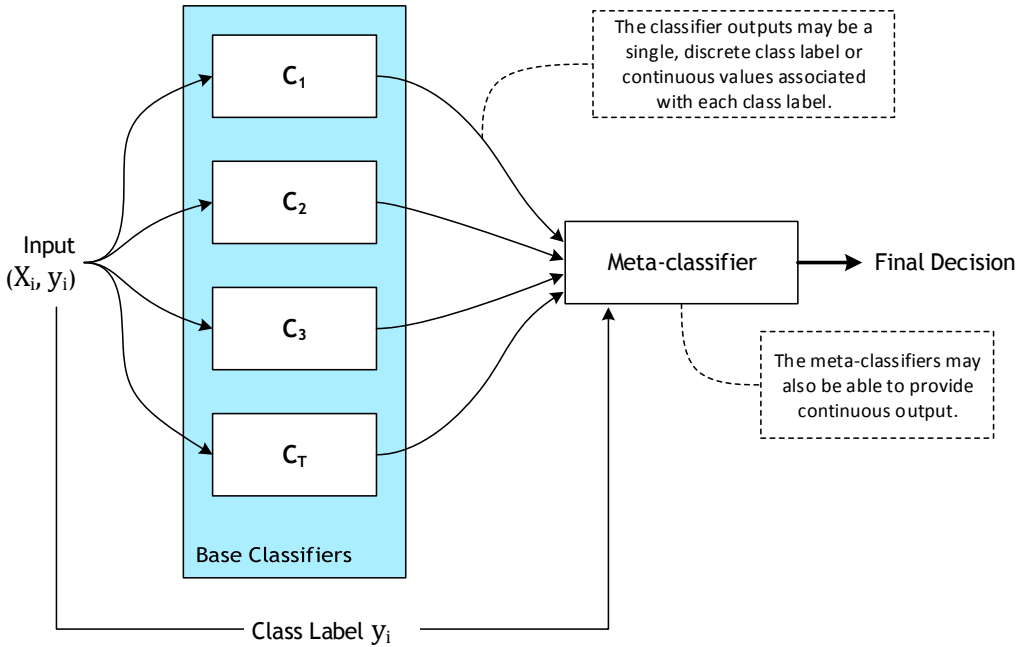 The classifier outputs may be a
single, discrete class label or
continuous values associated
with each class label.
C₁
C₂
C₃
C_T
Base Classifiers
Input
(Xᵢ, yᵢ)
Meta-classifier
Final Decision
The meta-classifiers may
also be able to provide
continuous output.
Class Label yᵢ